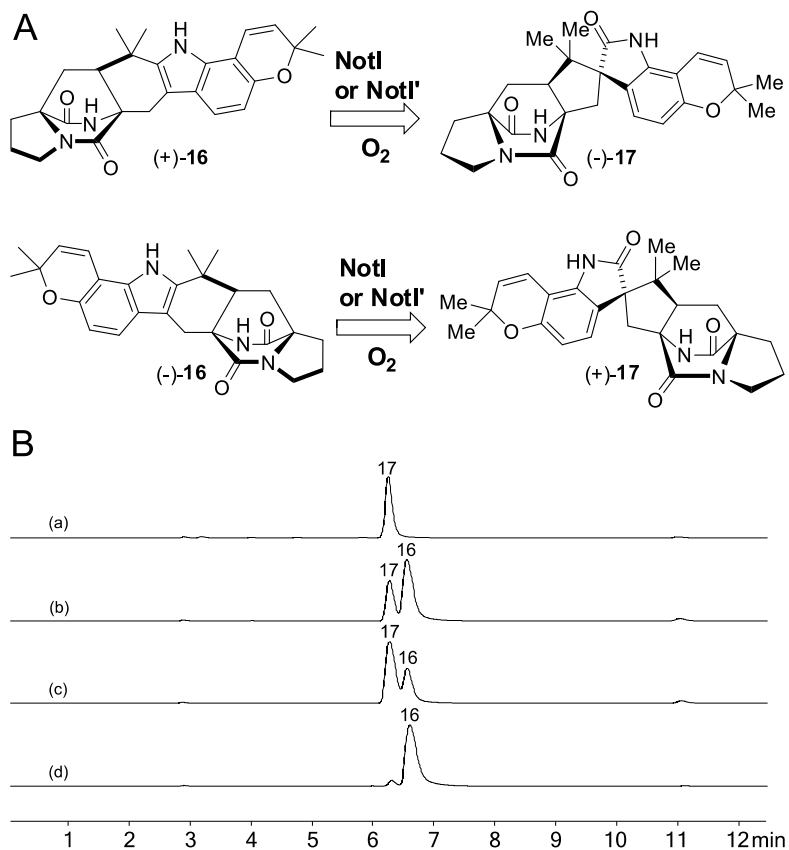 A
H
N
O
NotI
or NotI'
O2
O
H
N
N
O
(+)-16
O
Me
Me
NH
O
Me
Me
O
H
N
N
O
(-)-17
O
H
N
O
NH
N
O
(-)-16
NotI
or NotI'
O2
HN
O
Me
Me
Me
Me
O
O
NH
N
O
(+)-17
B
17
(a)
16
17
(b)
17
16
(c)
16
(d)
1 2 3 4 5 6 7 8 9 10 11 12 min